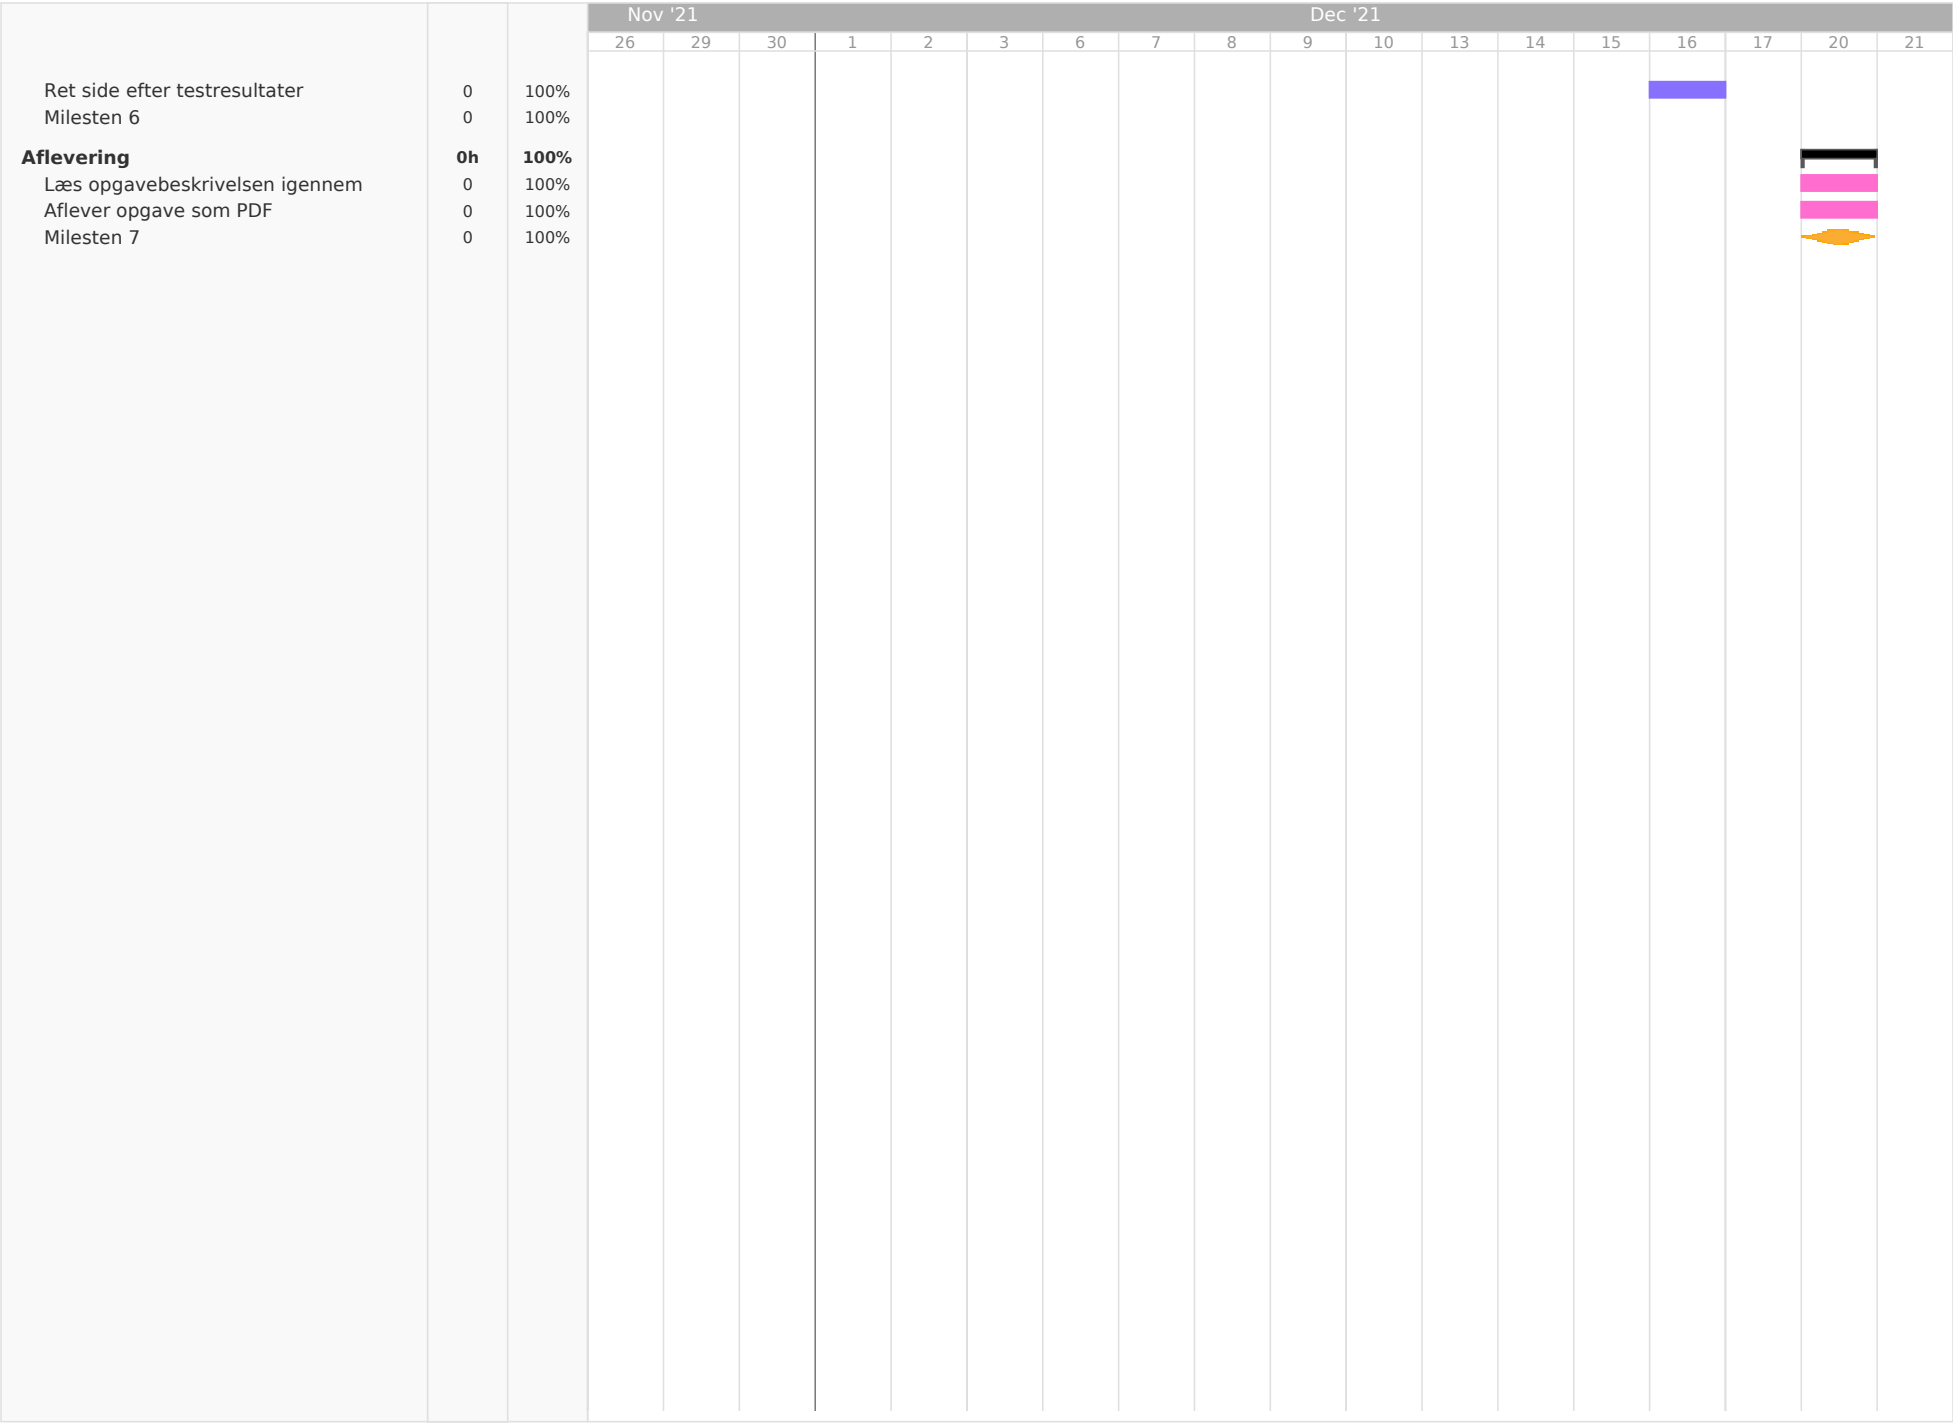 Nov '21 Dec '21
26 29 30 1 2 3 6 7 8 9 10 13 14 15 16 17 20 21
Ret side efter testresultater 0 100%
Milesten 6 0 100%
Aflevering 0h 100%
Læs opgavebeskrivelsen igennem 0 100%
Aflever opgave som PDF 0 100%
Milesten 7 0 100%